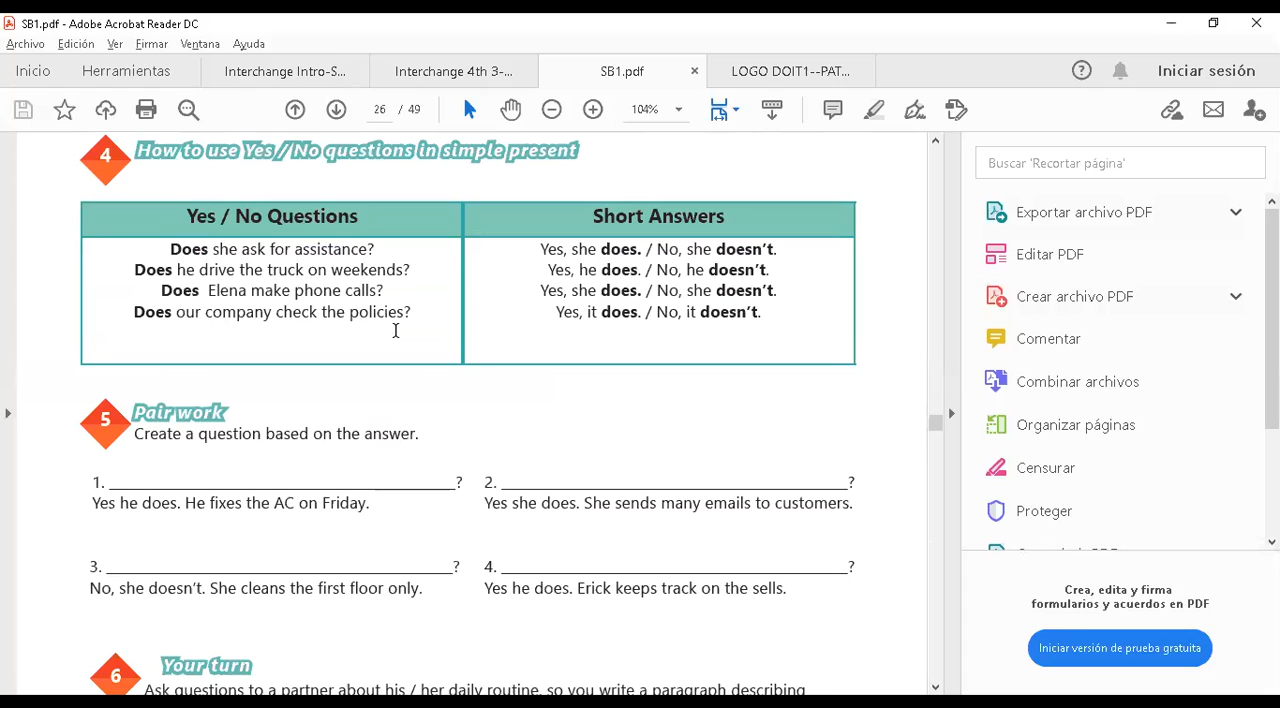 SB1.pdf - Adobe Acrobat Reader DC
Archivo Edición Ver Firmar Ventana Ayuda
Inicio Herramientas Interchange Intro-S... Interchange 4th 3-... SB1.pdf LOGO DOIT1--PAT... Iniciar sesión
26 / 49 104%
4 How to use Yes / No questions in simple present
Yes / No Questions Short Answers
Does she ask for assistance? Yes, she does. / No, she doesn't.
Does he drive the truck on weekends? Yes, he does. / No, he doesn't.
Does Elena make phone calls? Yes, she does. / No, she doesn't.
Does our company check the policies? Yes, it does. / No, it doesn't.
5 Pair work
Create a question based on the answer.
1. ________________________________________? 2. ________________________________________?
Yes he does. He fixes the AC on Friday. Yes she does. She sends many emails to customers.
3. ________________________________________? 4. ________________________________________?
No, she doesn't. She cleans the first floor only. Yes he does. Erick keeps track on the sells.
6 Your turn
Ask questions to a partner about his / her daily routine, so you write a paragraph describing
Buscar 'Recortar página'
Exportar archivo PDF
Editar PDF
Crear archivo PDF
Comentar
Combinar archivos
Organizar páginas
Censurar
Proteger
Crea, edita y firma
formularios y acuerdos en PDF
Iniciar versión de prueba gratuita